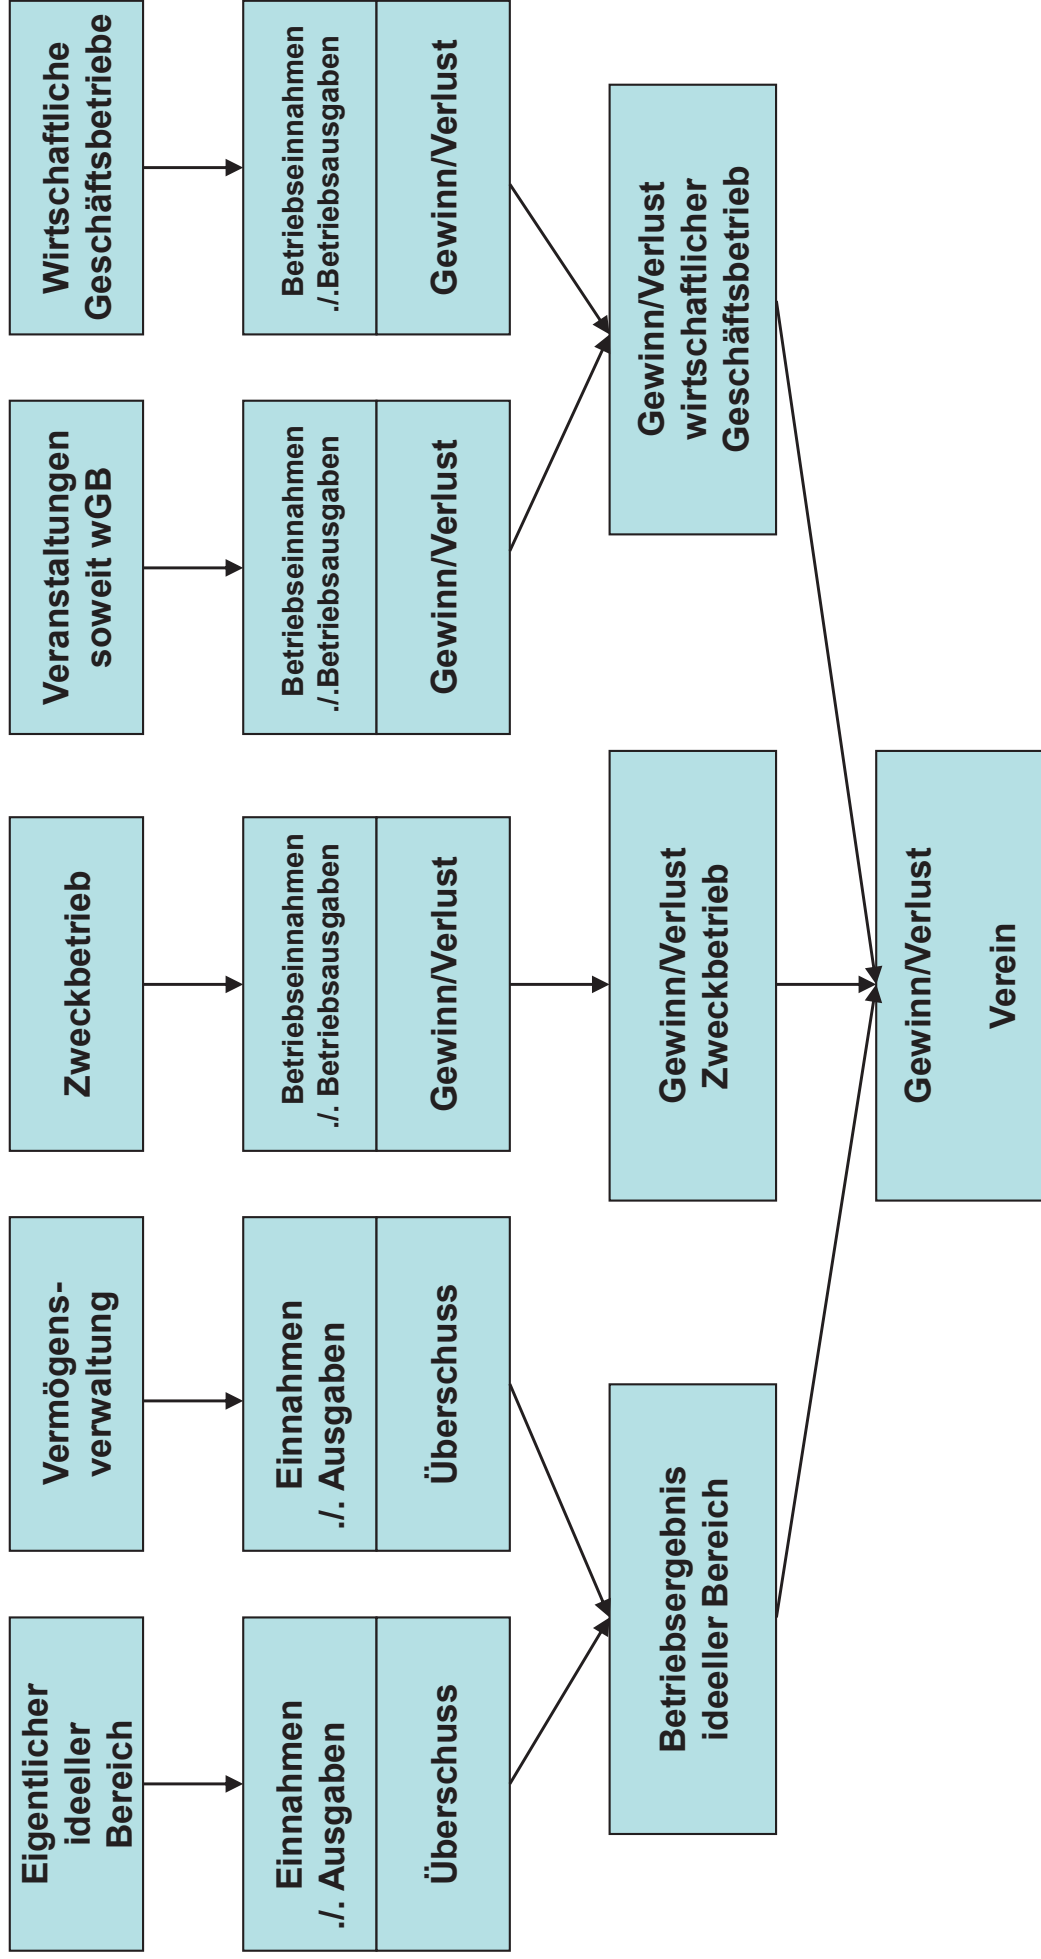 Eigentlicher
ideeller
Bereich
Vermögens-
verwaltung
Zweckbetrieb
Veranstaltungen
soweit wGB
Wirtschaftliche
Geschäftsbetriebe
Einnahmen
./. Ausgaben
Einnahmen
./. Ausgaben
Betriebseinnahmen
./. Betriebsausgaben
Betriebseinnahmen
./.Betriebsausgaben
Betriebseinnahmen
./.Betriebsausgaben
Überschuss
Überschuss
Gewinn/Verlust
Gewinn/Verlust
Gewinn/Verlust
Betriebsergebnis
ideeller Bereich
Gewinn/Verlust
Zweckbetrieb
Gewinn/Verlust
wirtschaftlicher
Geschäftsbetrieb
Gewinn/Verlust
Verein